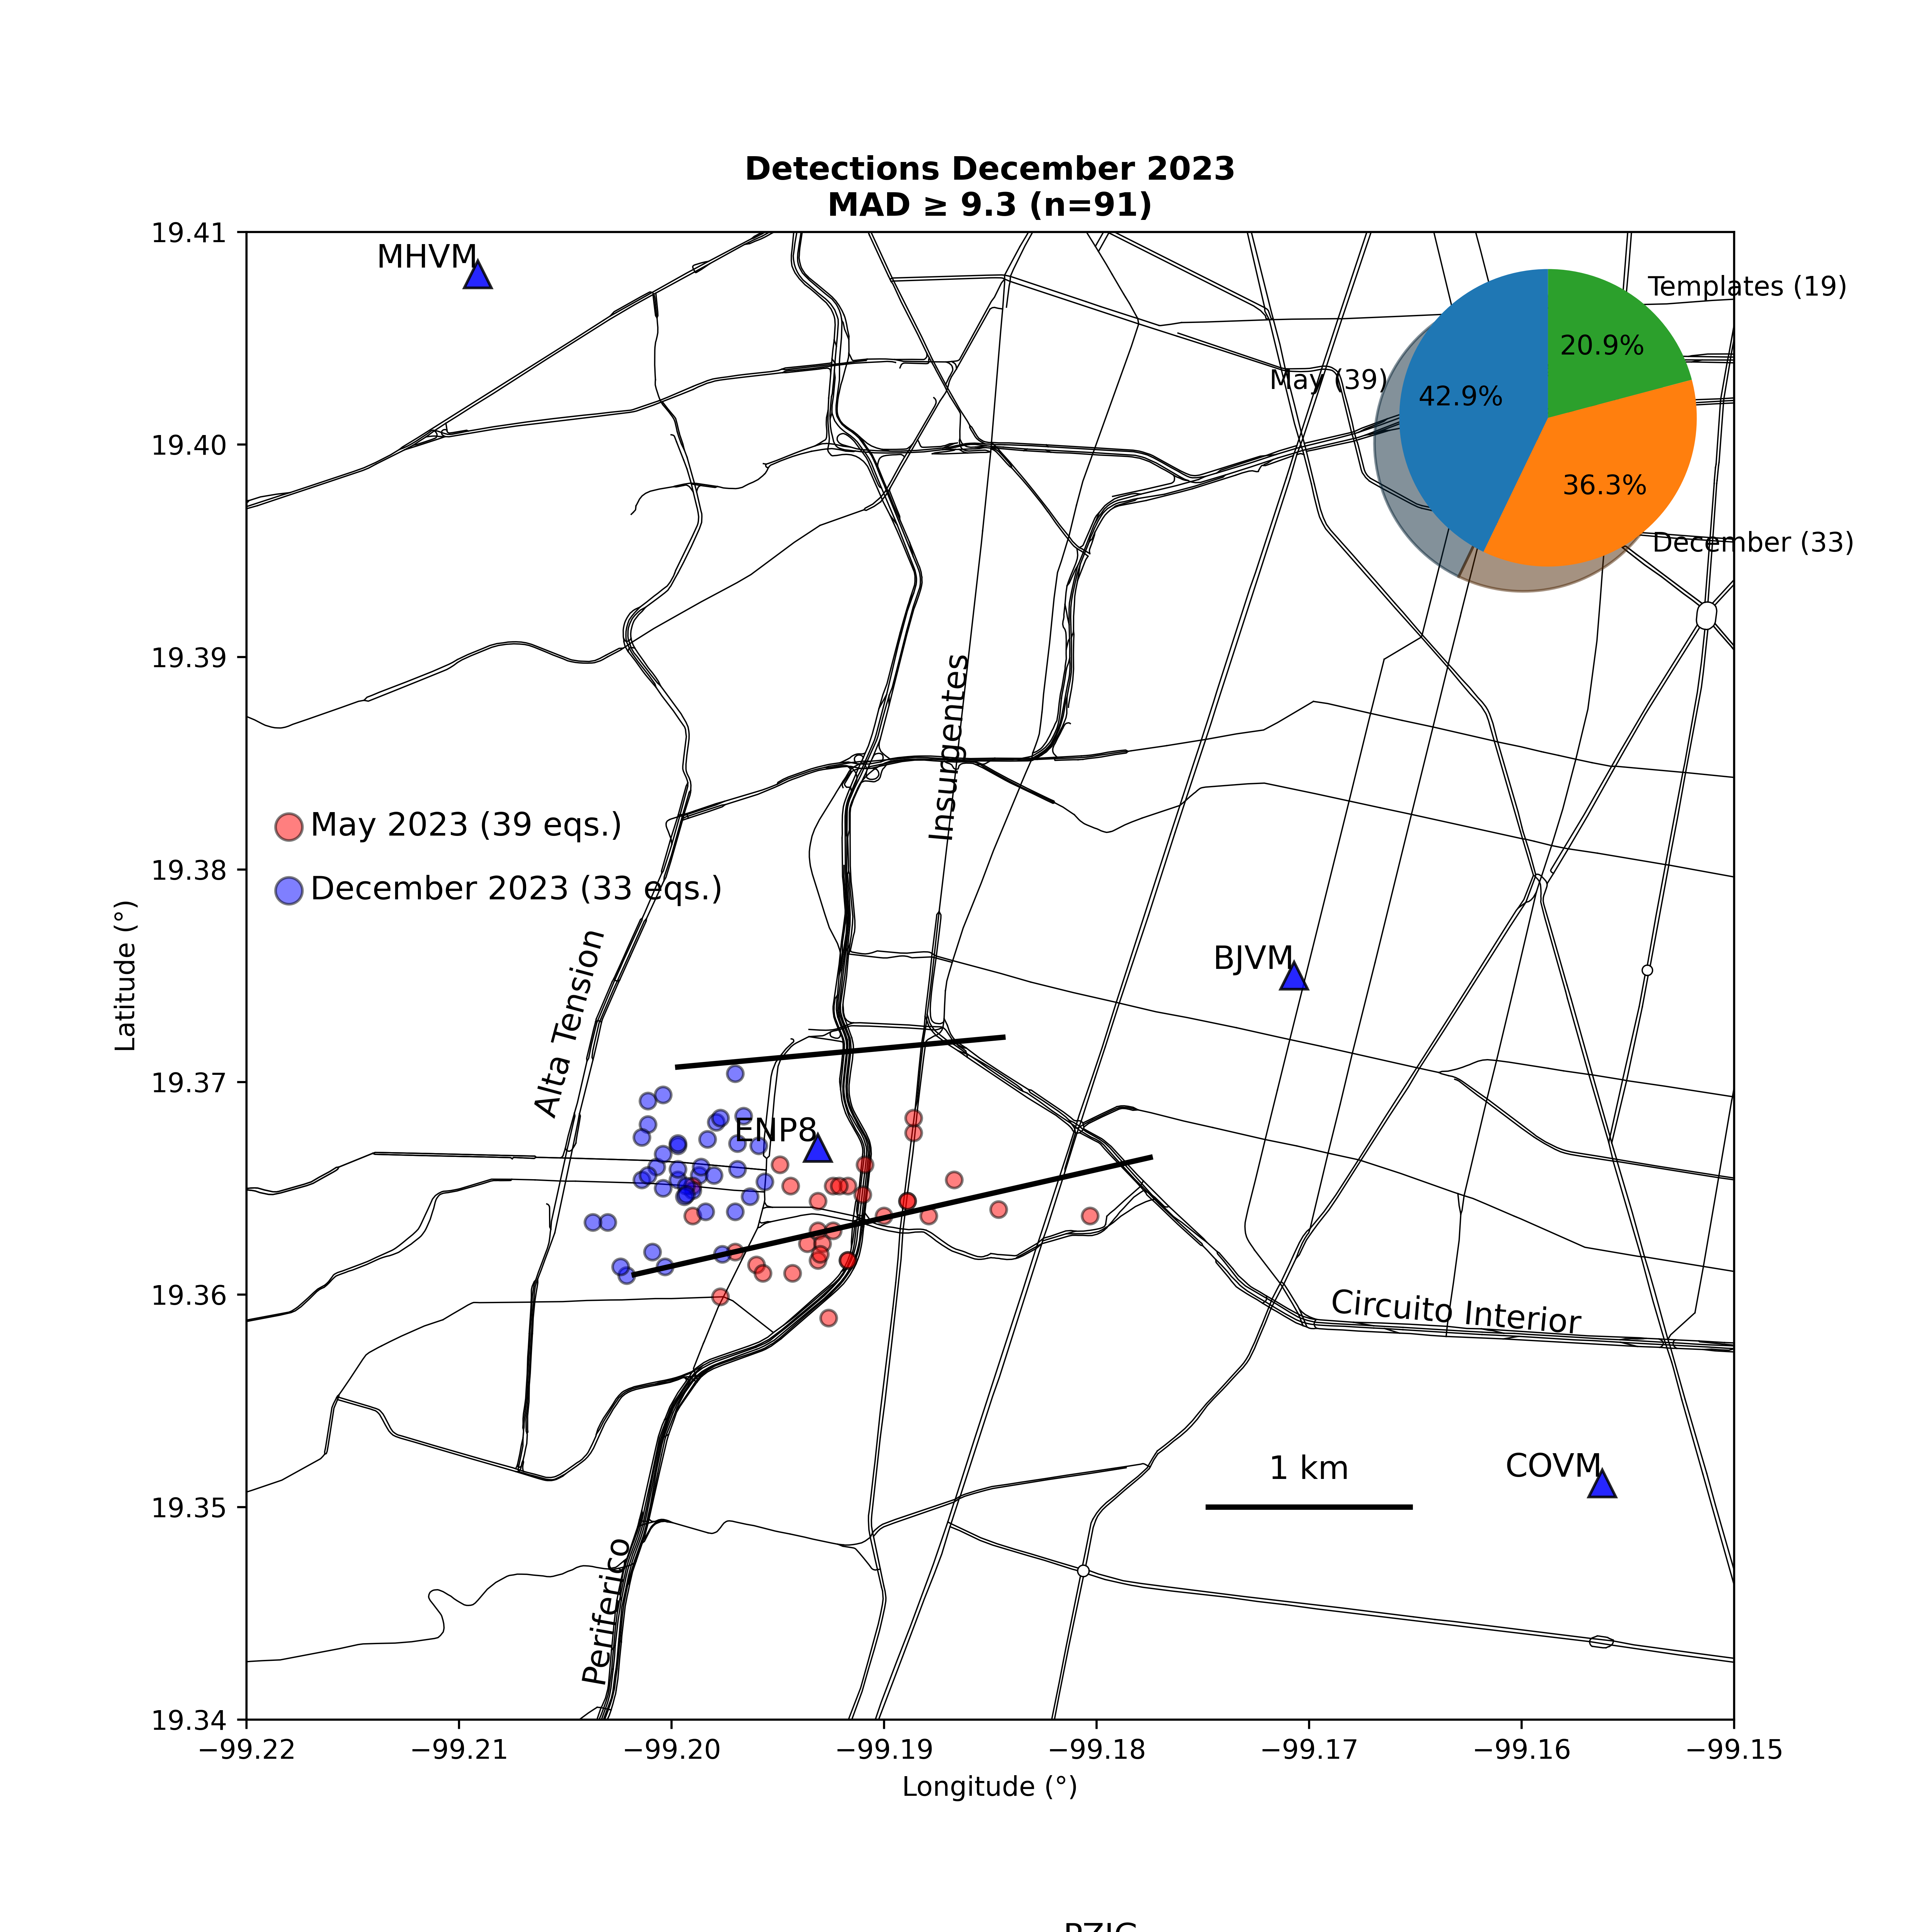 Detections December 2023
MAD ≥ 9.3 (n=91)
19.41
19.40
19.39
19.38
19.37
19.36
19.35
19.34
Latitude (°)
MHVM
Templates (19)
20.9%
May (39)
42.9%
36.3%
December (33)
Insurgentes
May 2023 (39 eqs.)
December 2023 (33 eqs.)
Alta Tension
BJVM
ENP8
Circuito Interior
1 km
COVM
Periferico
−99.22
−99.21
−99.20
−99.19
−99.18
−99.17
−99.16
−99.15
Longitude (°)